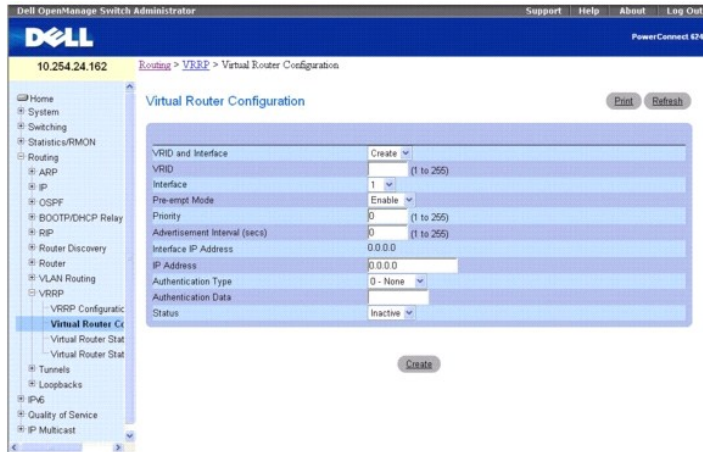 Dell OpenManage Switch Administrator
Support Help About Log Out
DELL
PowerConnect 624
10.254.24.162
Routing > VRRP > Virtual Router Configuration
Home
System
Switching
Statistics/RMON
Routing
ARP
IP
OSPF
BOOTP/DHCP Relay
RIP
Router Discovery
Router
VLAN Routing
VRRP
VRRP Configuratic
Virtual Router Co
Virtual Router Stat
Virtual Router Stat
Tunnels
Loopbacks
IPv6
Quality of Service
IP Multicast
Virtual Router Configuration
Print Refresh
VRID and Interface Create
VRID (1 to 255)
Interface 1
Pre-empt Mode Enable
Priority 0 (1 to 255)
Advertisement Interval (secs) 0 (1 to 255)
Interface IP Address 0.0.0.0
IP Address 0.0.0.0
Authentication Type 0 - None
Authentication Data
Status Inactive
Create